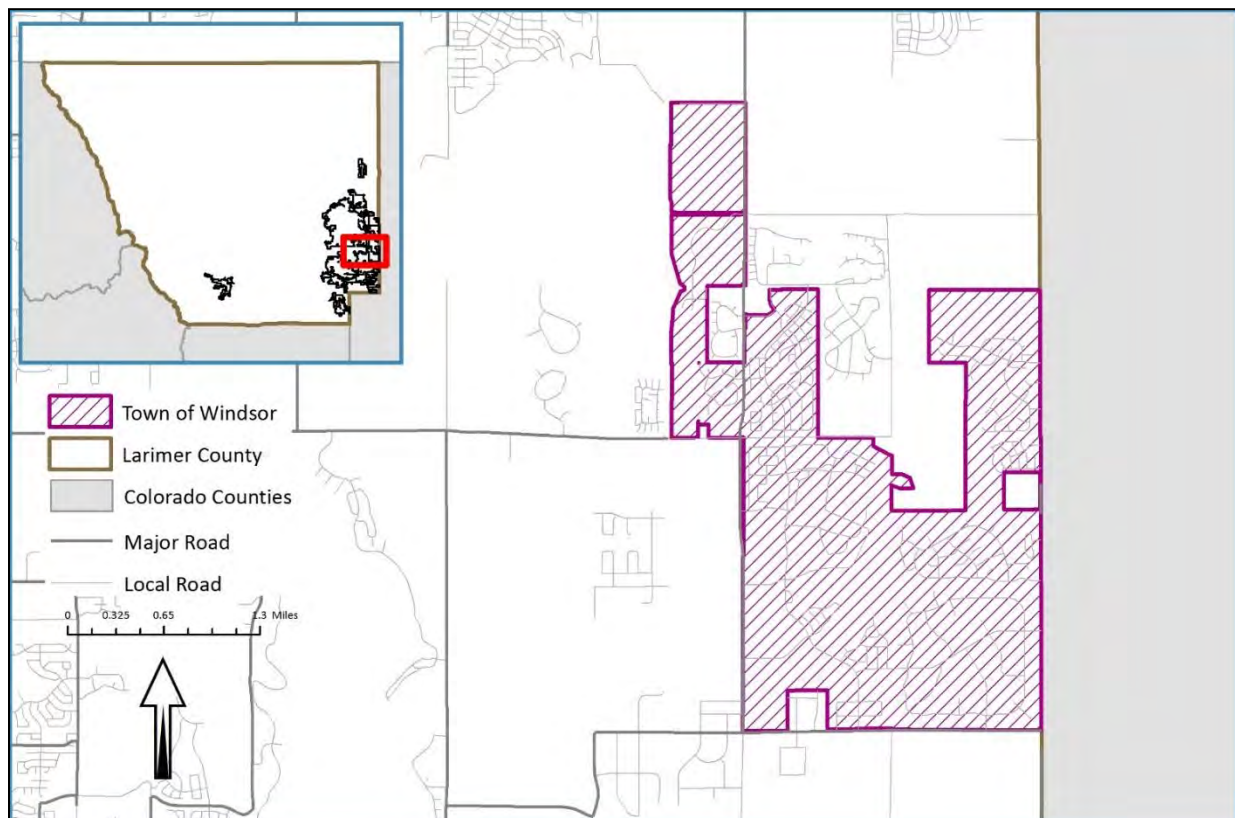 Town of Windsor
Larimer County
Colorado Counties
Major Road
Local Road
0 0.325 0.65 1.3 Miles